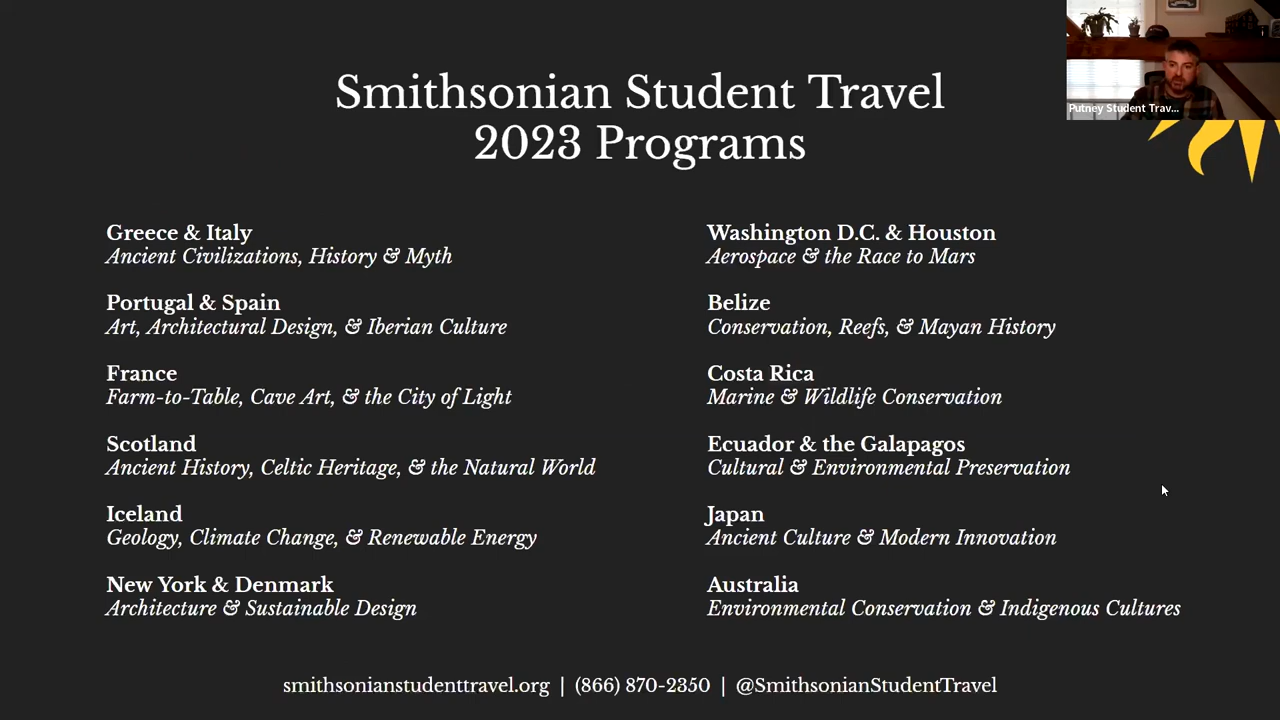 Smithsonian Student Travel
2023 Programs
Putney Student Trav...
Greece & Italy
Ancient Civilizations, History & Myth
Portugal & Spain
Art, Architectural Design, & Iberian Culture
France
Farm-to-Table, Cave Art, & the City of Light
Scotland
Ancient History, Celtic Heritage, & the Natural World
Iceland
Geology, Climate Change, & Renewable Energy
New York & Denmark
Architecture & Sustainable Design
Washington D.C. & Houston
Aerospace & the Race to Mars
Belize
Conservation, Reefs, & Mayan History
Costa Rica
Marine & Wildlife Conservation
Ecuador & the Galapagos
Cultural & Environmental Preservation
Japan
Ancient Culture & Modern Innovation
Australia
Environmental Conservation & Indigenous Cultures
smithsonianstudenttravel.org | (866) 870-2350 | @SmithsonianStudentTravel